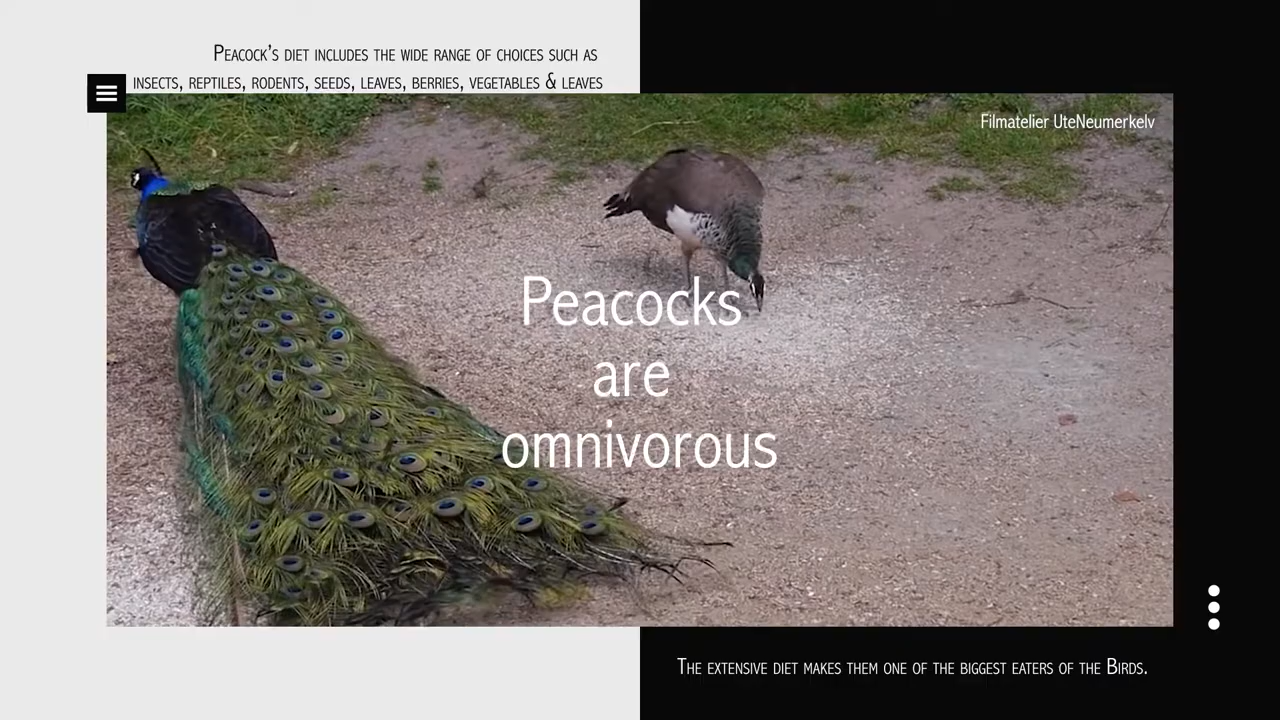 Peacock's diet includes the wide range of choices such as
insects, reptiles, rodents, seeds, leaves, berries, vegetables & leaves
Filmatelier UteNeumerkelv
Peacocks
are
omnivorous
The extensive diet makes them one of the biggest eaters of the Birds.